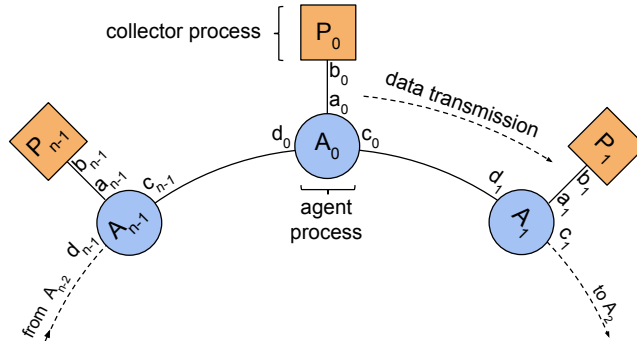 collector process
P0
b0
a0
data transmission
d0
A0
c0
agent
process
Pn-1
bn-1
an-1
cn-1
An-1
dn-1
from An-2
P1
b1
a1
d1
A1
c1
to A2